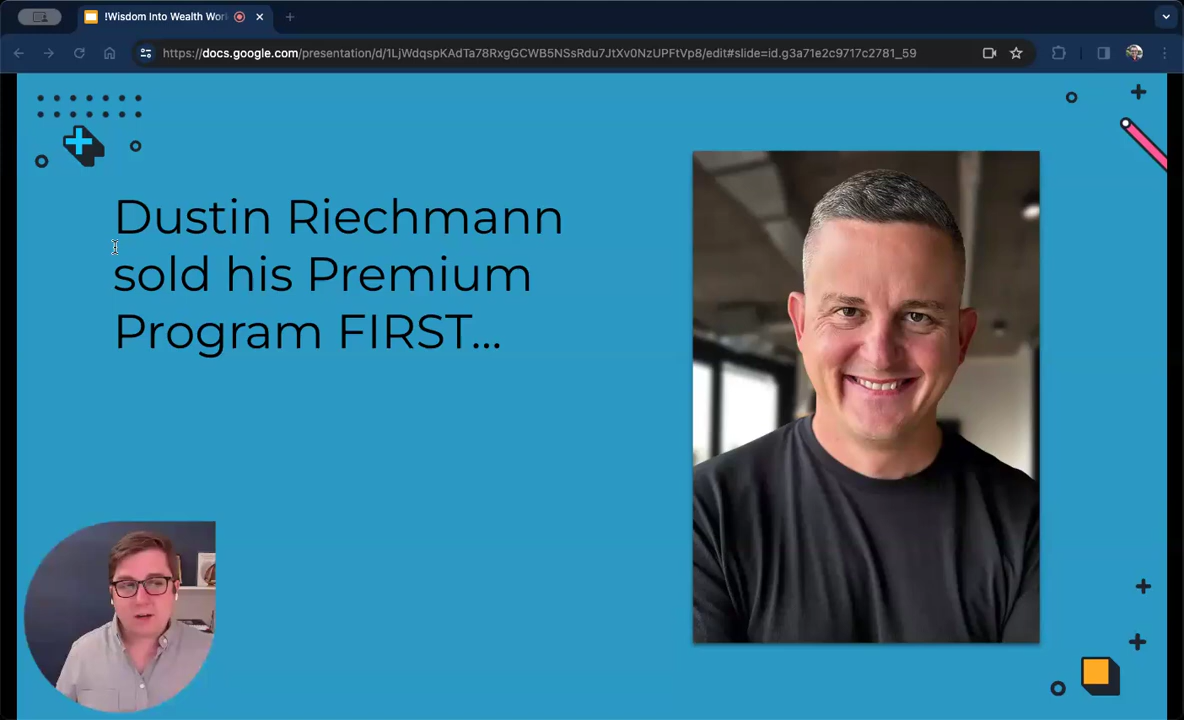 !Wisdom Into Wealth Wor
https://docs.google.com/presentation/d/1LjWdqspKAdTa78RxgGCWB5NSsRdu7JtXv0NzUPFtVp8/edit#slide=id.g3a71e2c9717c2781_59
Dustin Riechmann
sold his Premium
Program FIRST...